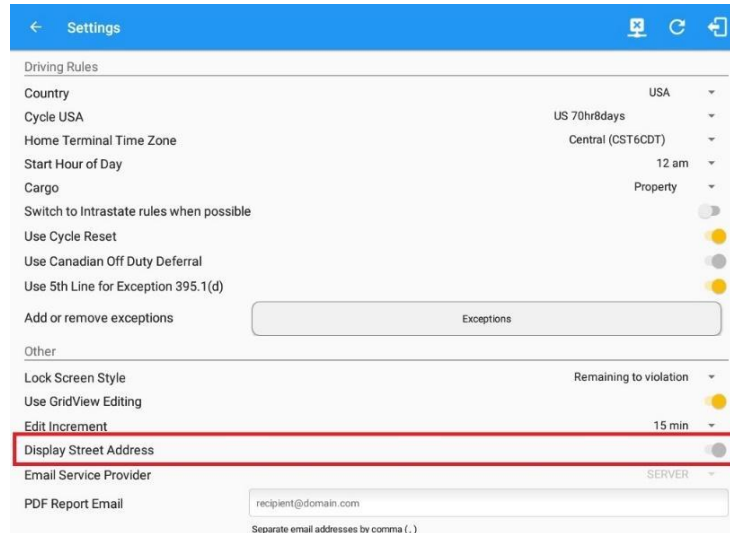 Settings
Driving Rules
Country USA
Cycle USA US 70hr8days
Home Terminal Time Zone Central (CST6CDT)
Start Hour of Day 12 am
Cargo Property
Switch to Intrastate rules when possible
Use Cycle Reset
Use Canadian Off Duty Deferral
Use 5th Line for Exception 395.1(d)
Add or remove exceptions Exceptions
Other
Lock Screen Style Remaining to violation
Use GridView Editing
Edit Increment 15 min
Display Street Address
Email Service Provider SERVER
PDF Report Email recipient@domain.com
Separate email addresses by comma ( , )